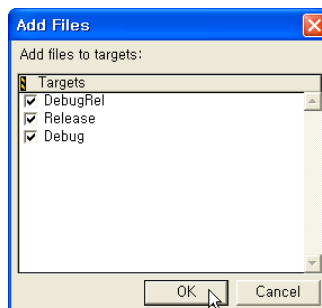 Add Files
Add files to targets:
Targets
DebugRel
Release
Debug
OK
Cancel